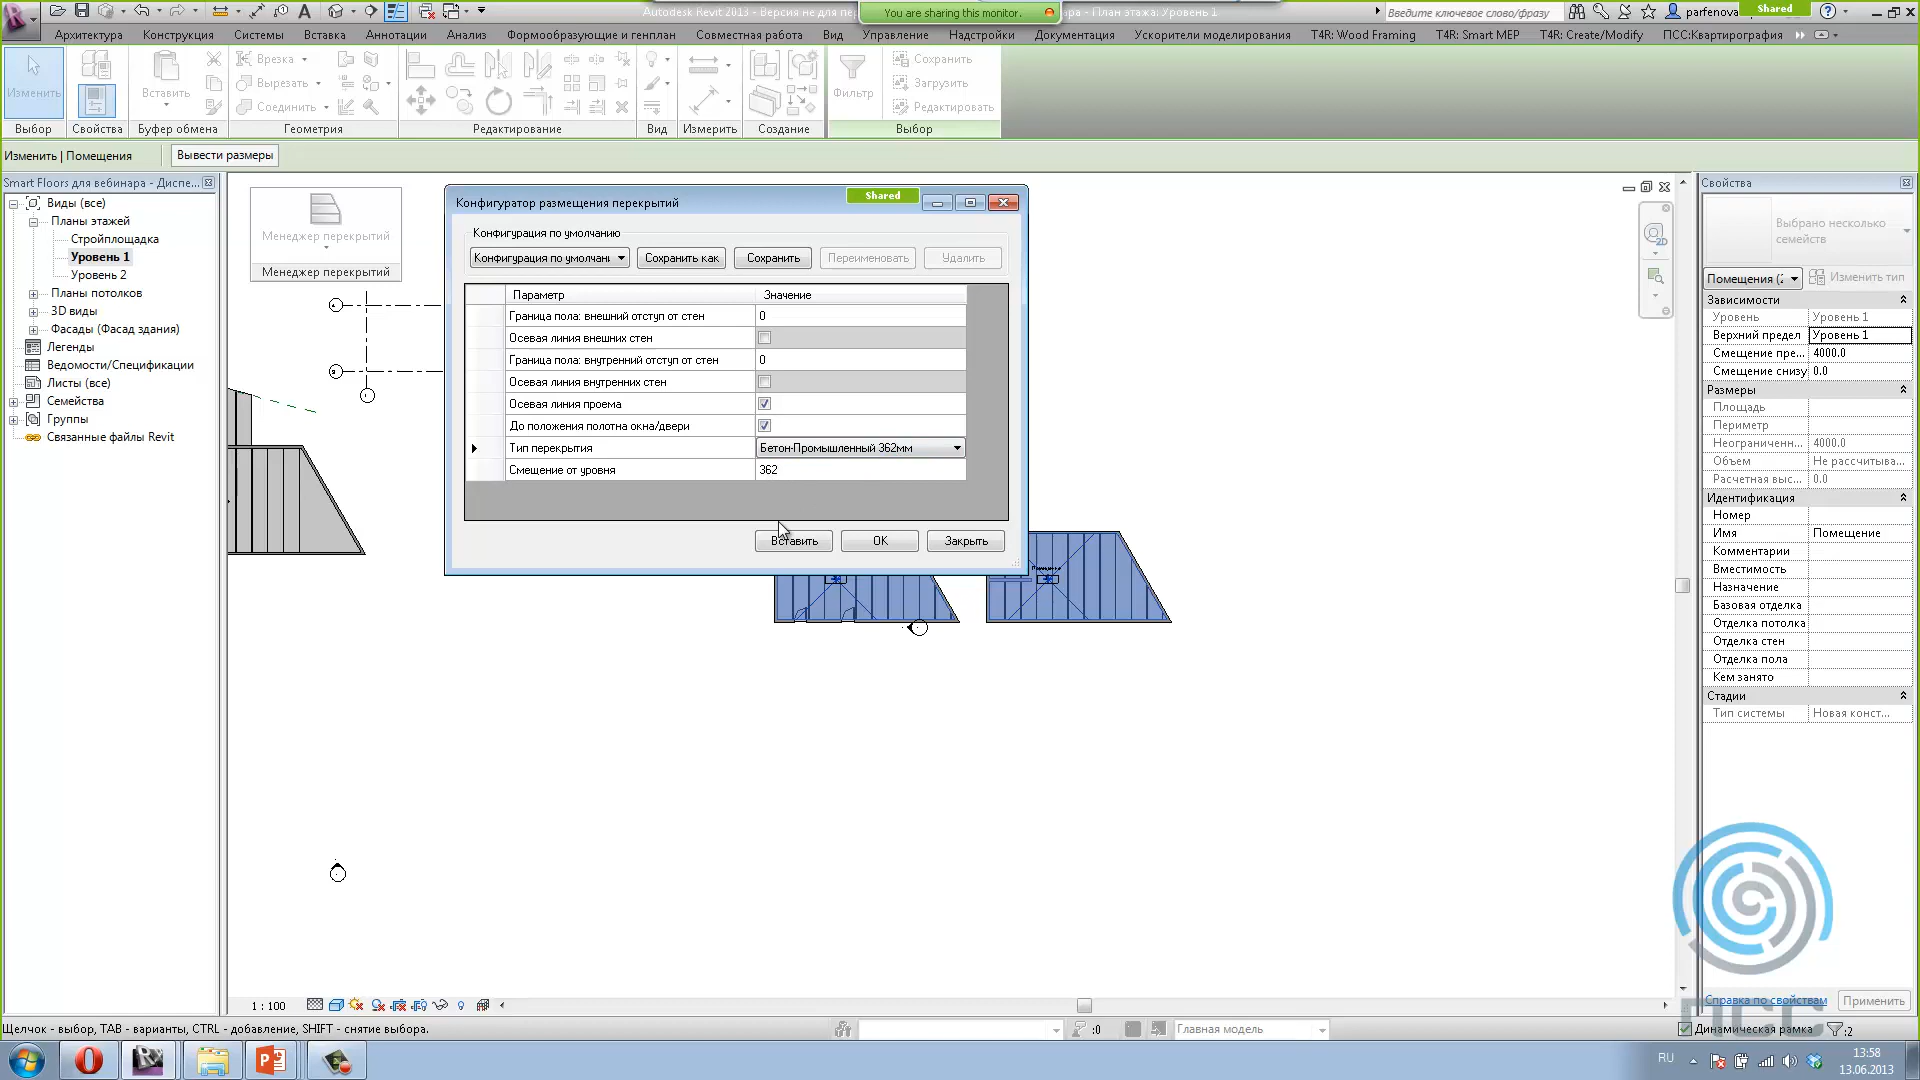 Autodesk Revit 2013 - Версия не для пе
You are sharing this monitor.
ара - План этажа: Уровень 1
Введите ключевое слово/фразу
parfenova
Shared
Архитектура Конструкция Системы Вставка Аннотации Анализ Формообразующие и генплан Совместная работа Вид Управление Надстройки Документация Ускорители моделирования T4R: Wood Framing T4R: Smart MEP T4R: Create/Modify ПСС:Квартирография
Изменить
Вставить
Врезка
Вырезать
Соединить
Фильтр
Сохранить
Загрузить
Редактировать
Выбор Свойства Буфер обмена Геометрия Редактирование Вид Измерить Создание Выбор
Изменить | Помещения
Вывести размеры
Smart Floors для вебинара - Диспе...
Виды (все)
Планы этажей
Стройплощадка
Уровень 1
Уровень 2
Планы потолков
3D виды
Фасады (Фасад здания)
Легенды
Ведомости/Спецификации
Листы (все)
Семейства
Группы
Связанные файлы Revit
Менеджер перекрытий
Менеджер перекрытий
Конфигуратор размещения перекрытий
Shared
Конфигурация по умолчанию
Конфигурация по умолчани
Сохранить как
Сохранить
Переименовать
Удалить
Параметр Значение
Граница пола: внешний отступ от стен 0
Осевая линия внешних стен
Граница пола: внутренний отступ от стен 0
Осевая линия внутренних стен
Осевая линия проема
До положения полотна окна/двери
Тип перекрытия Бетон-Промышленный 362мм
Смещение от уровня 362
Вставить
OK
Закрыть
2D
Свойства
Выбрано несколько
семейств
Помещения (2
Изменить тип
Зависимости
Уровень Уровень 1
Верхний предел Уровень 1
Смещение пре... 4000.0
Смещение снизу 0.0
Размеры
Площадь
Периметр
Неограниченн... 4000.0
Объем Не рассчитыва...
Расчетная выс... 0.0
Идентификация
Номер
Имя Помещение
Комментарии
Вместимость
Назначение
Базовая отделка
Отделка потолка
Отделка стен
Отделка пола
Кем занято
Стадии
Тип системы Новая конст...
Справка по свойствам
Применить
ПСС
1 : 100
Щелчок - выбор, TAB - варианты, CTRL - добавление, SHIFT - снятие выбора.
:0
Главная модель
Динамическая рамка
:2
RU
13:58
13.06.2013